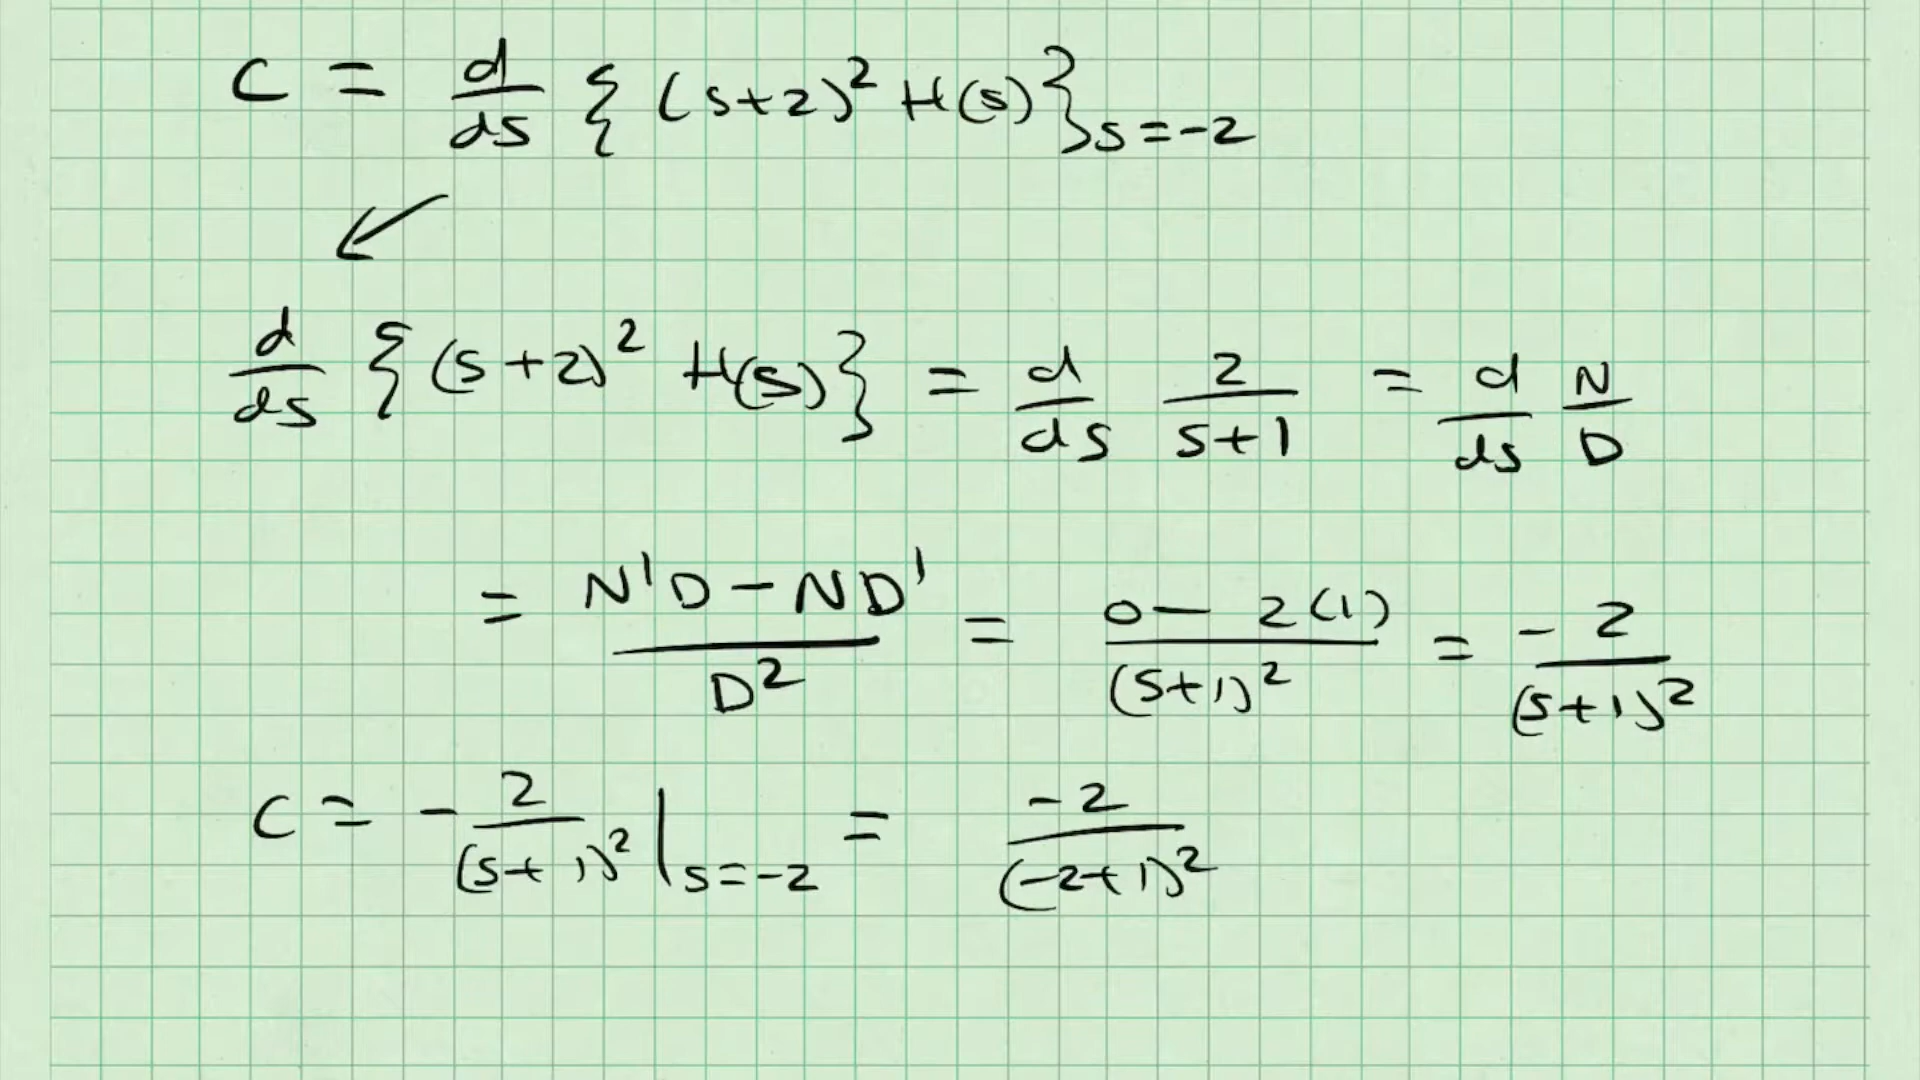 C = d/ds { (s+2)² H(s) } s=-2
d/ds { (s+2)² H(s) } = d/ds 2/(s+1) = d/ds N/D
= (N'D - ND')/D² = (0 - 2(1))/(s+1)² = - 2/(s+1)²
C = - 2/(s+1)² | s=-2 = -2/(-2+1)²